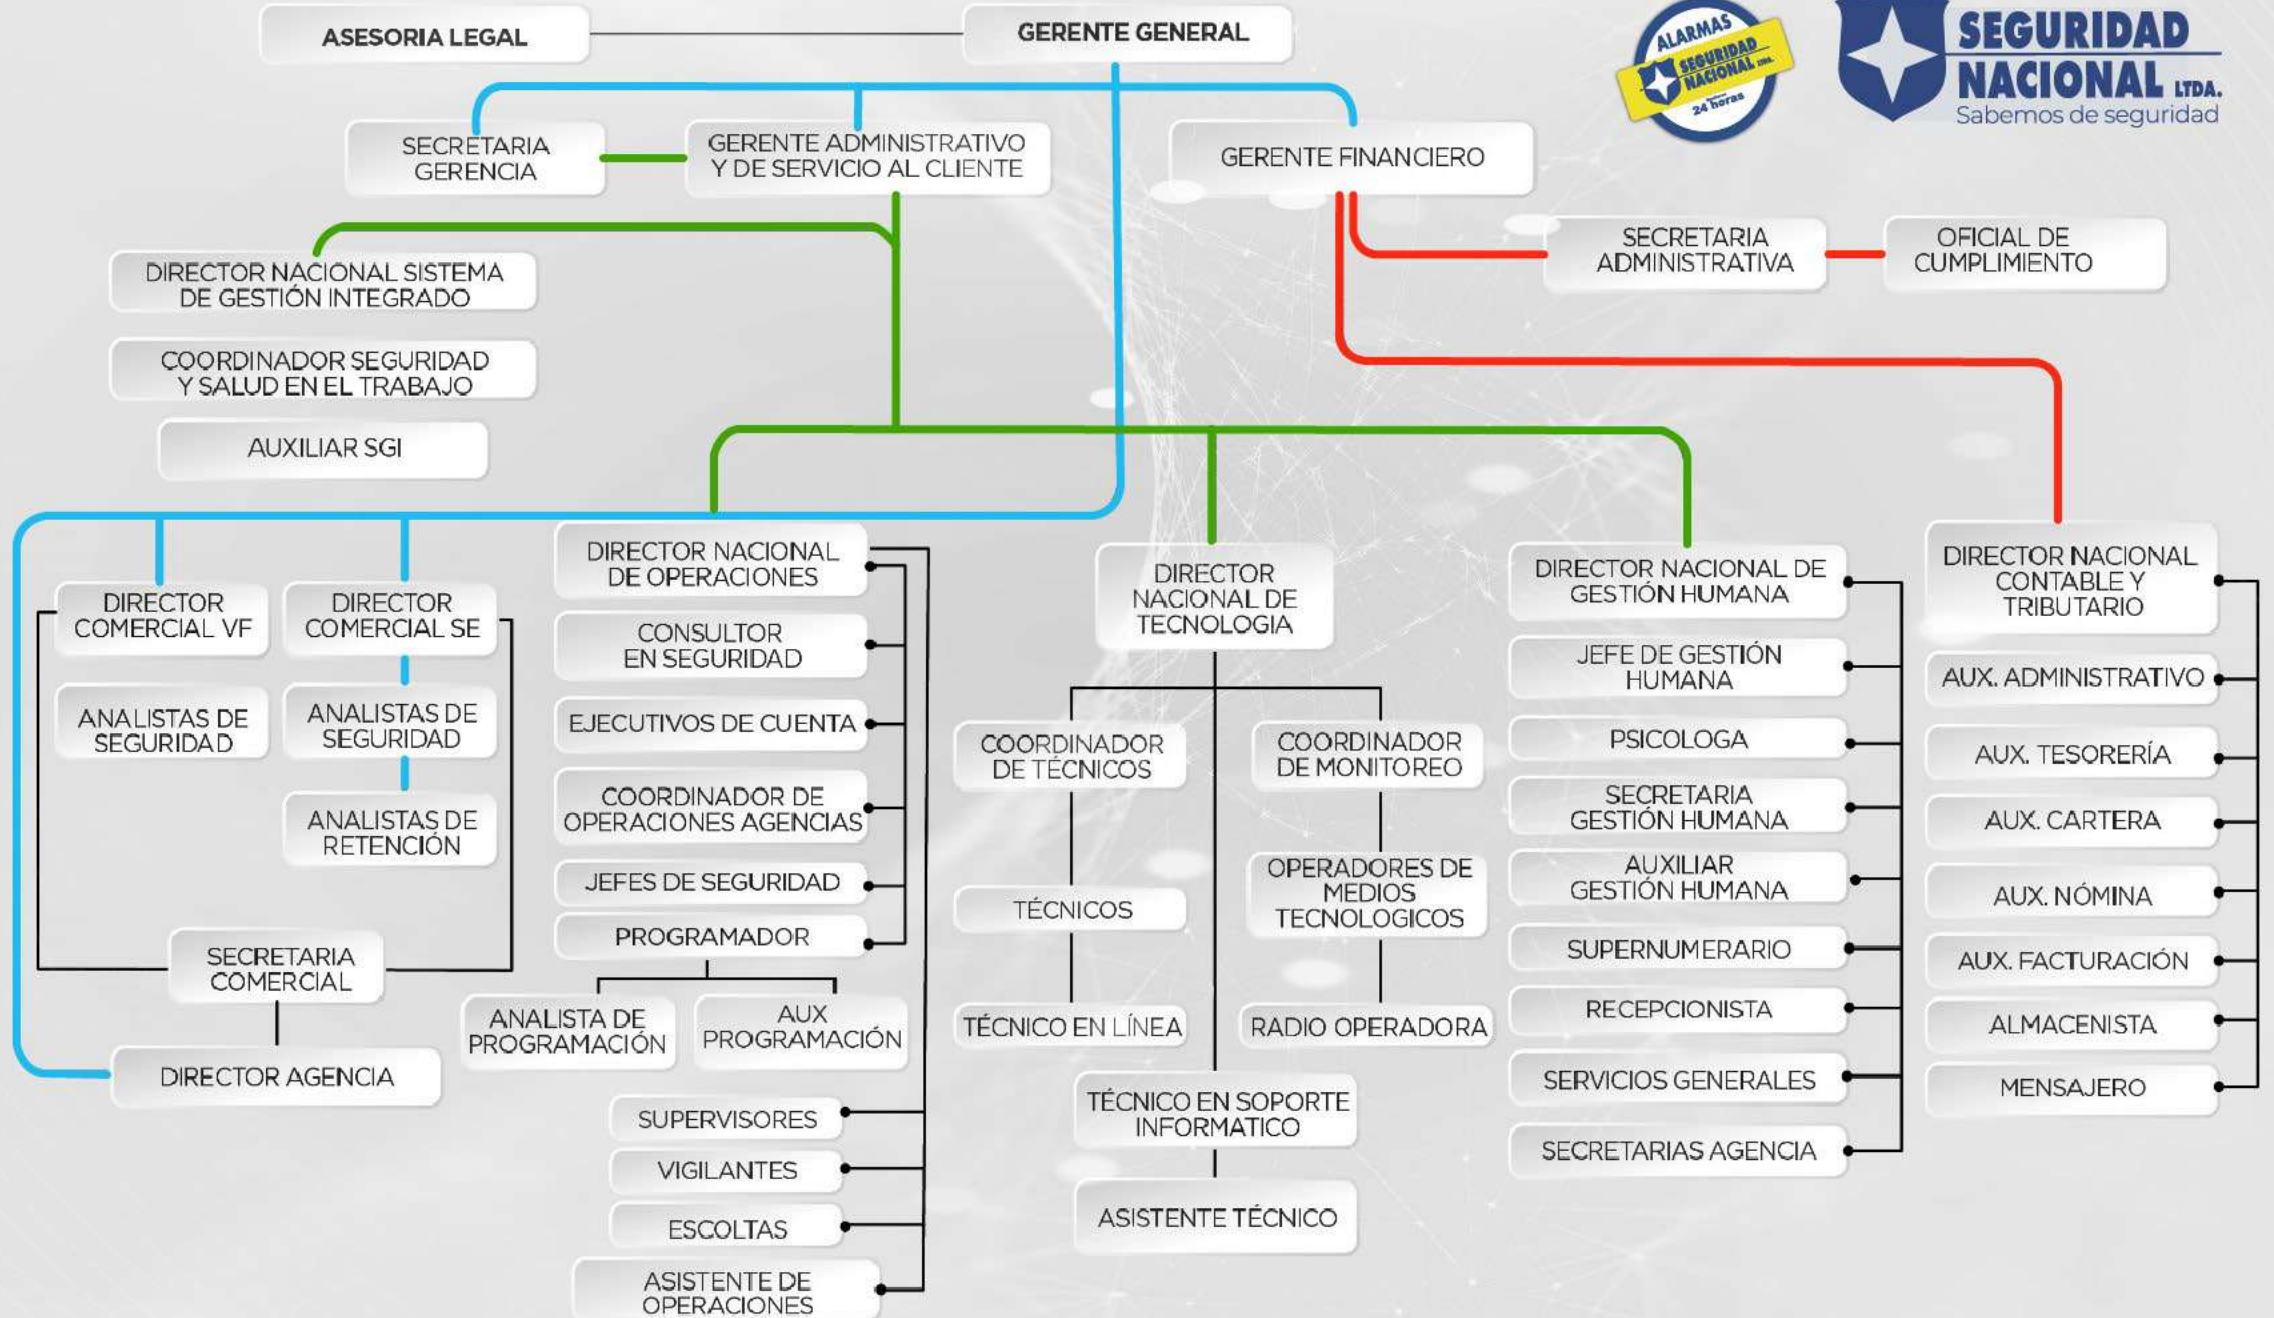 ASESORIA LEGAL
GERENTE GENERAL
ALARMAS
SEGURIDAD
NACIONAL LTDA.
24 horas
SEGURIDAD
NACIONAL LTDA.
Sabemos de seguridad
SECRETARIA
GERENCIA
GERENTE ADMINISTRATIVO
Y DE SERVICIO AL CLIENTE
GERENTE FINANCIERO
SECRETARIA
ADMINISTRATIVA
OFICIAL DE
CUMPLIMIENTO
DIRECTOR NACIONAL SISTEMA
DE GESTIÓN INTEGRADO
COORDINADOR SEGURIDAD
Y SALUD EN EL TRABAJO
AUXILIAR SGI
DIRECTOR
COMERCIAL VF
ANALISTAS DE
SEGURIDAD
DIRECTOR
COMERCIAL SE
ANALISTAS DE
SEGURIDAD
ANALISTAS DE
RETENCIÓN
SECRETARIA
COMERCIAL
DIRECTOR AGENCIA
DIRECTOR NACIONAL
DE OPERACIONES
CONSULTOR
EN SEGURIDAD
EJECUTIVOS DE CUENTA
COORDINADOR DE
OPERACIONES AGENCIAS
JEFES DE SEGURIDAD
PROGRAMADOR
ANALISTA DE
PROGRAMACIÓN
AUX
PROGRAMACIÓN
SUPERVISORES
VIGILANTES
ESCOLTAS
ASISTENTE DE
OPERACIONES
DIRECTOR
NACIONAL DE
TECNOLOGIA
COORDINADOR
DE TÉCNICOS
TÉCNICOS
TÉCNICO EN LÍNEA
COORDINADOR
DE MONITOREO
OPERADORES DE
MEDIOS
TECNOLOGICOS
RADIO OPERADORA
TÉCNICO EN SOPORTE
INFORMATICO
ASISTENTE TÉCNICO
DIRECTOR NACIONAL DE
GESTIÓN HUMANA
JEFE DE GESTIÓN
HUMANA
PSICOLOGA
SECRETARIA
GESTIÓN HUMANA
AUXILIAR
GESTIÓN HUMANA
SUPERNUMERARIO
RECEPCIONISTA
SERVICIOS GENERALES
SECRETARIAS AGENCIA
DIRECTOR NACIONAL
CONTABLE Y
TRIBUTARIO
AUX. ADMINISTRATIVO
AUX. TESORERÍA
AUX. CARTERA
AUX. NÓMINA
AUX. FACTURACIÓN
ALMACENISTA
MENSAJERO